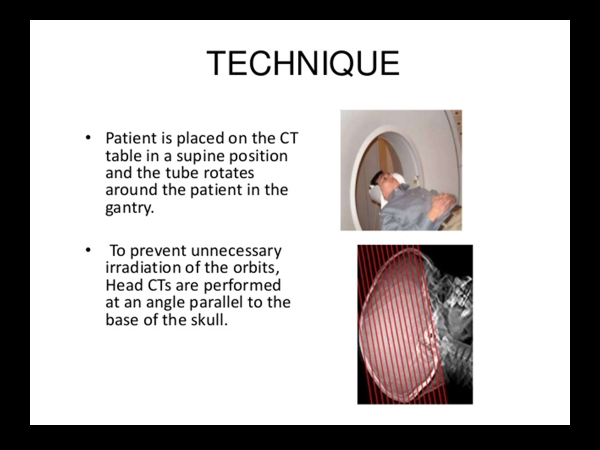 TECHNIQUE
• Patient is placed on the CT
table in a supine position
and the tube rotates
around the patient in the
gantry.
• To prevent unnecessary
irradiation of the orbits,
Head CTs are performed
at an angle parallel to the
base of the skull.